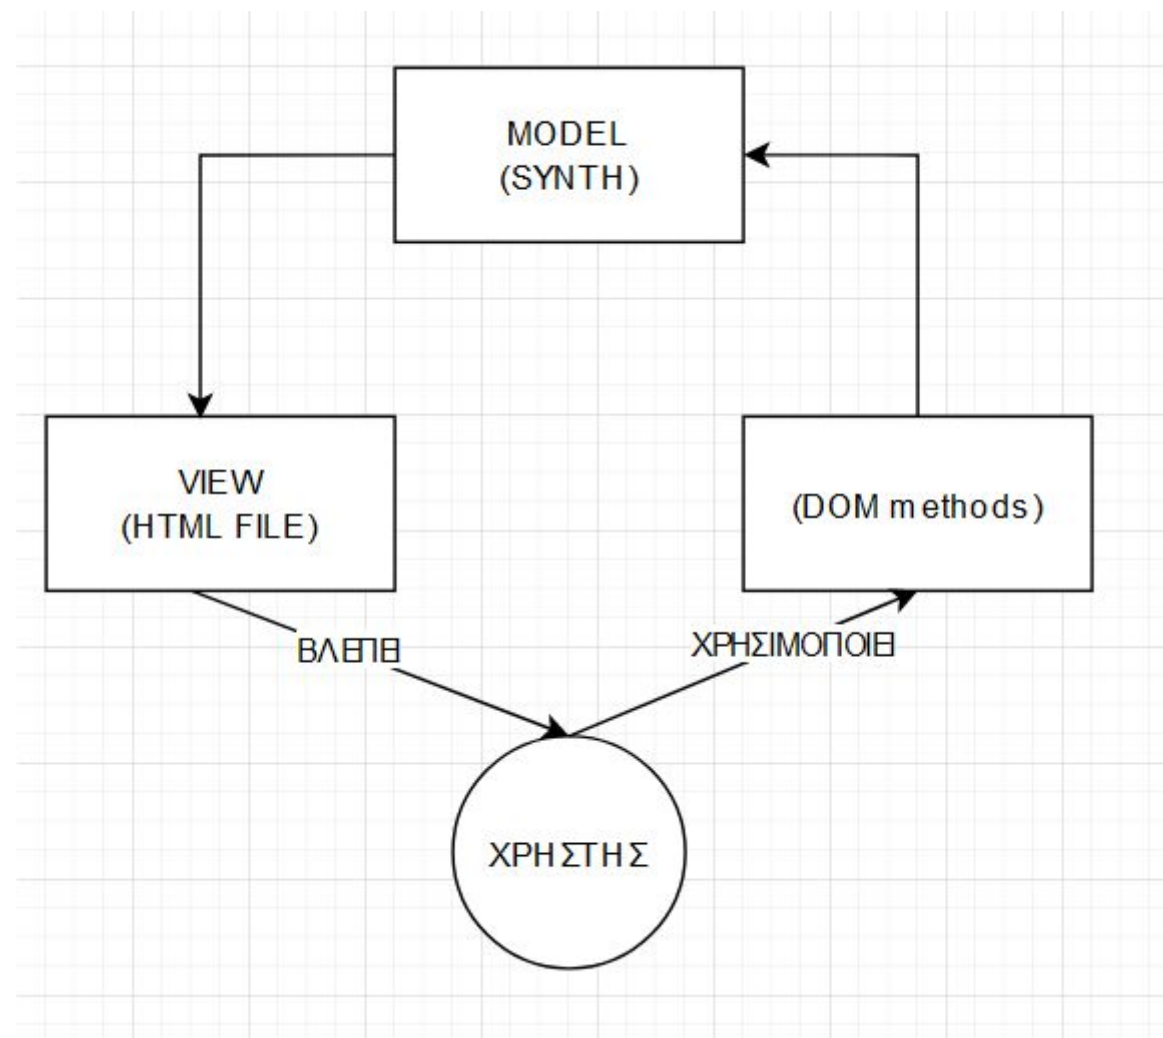 MODEL
(SYNTH)
VIEW
(HTML FILE)
(DOM methods)
ΒΛΕΠΕΙ
ΧΡΗΣΙΜΟΠΟΙΕΙ
ΧΡΗΣΤΗΣ